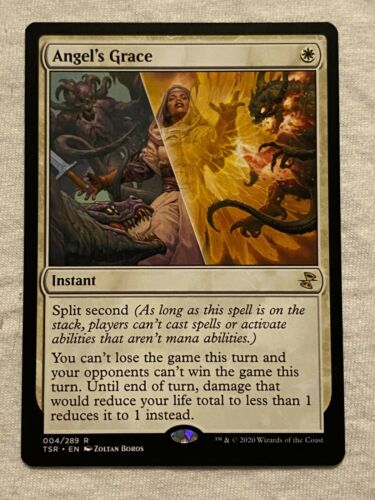 Angel's Grace
Instant
Split second (As long as this spell is on the
stack, players can't cast spells or activate
abilities that aren't mana abilities.)
You can't lose the game this turn and
your opponents can't win the game this
turn. Until end of turn, damage that
would reduce your life total to less than 1
reduces it to 1 instead.
004/289 R
TSR • EN Zoltan Boros
™ & © 2020 Wizards of the Coast